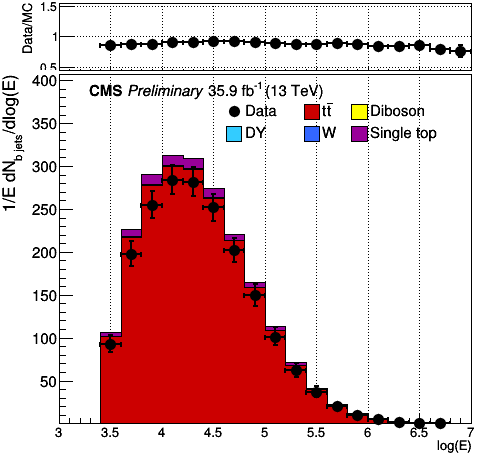 Data/MC
1.5
1
0.5
CMS Preliminary 35.9 fb⁻¹ (13 TeV)
Data tt̄ Diboson
DY W Single top
1/E dN_b jets/dlog(E)
400
350
300
250
200
150
100
50
3 3.5 4 4.5 5 5.5 6 6.5 7
log(E)